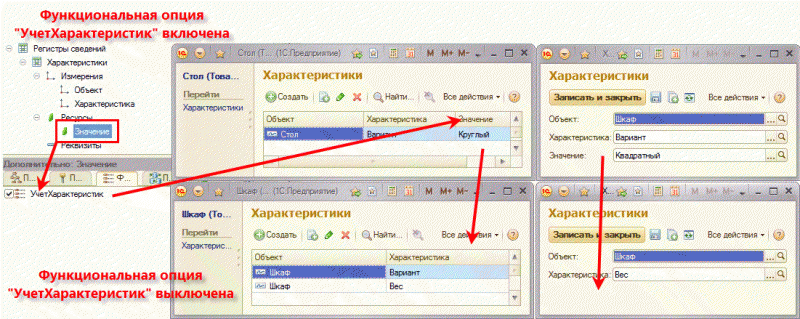 Функциональная опция
"УчетХарактеристик" включена
Регистры сведений
Характеристики
Измерения
Объект
Характеристика
Ресурсы
Значение
Реквизиты
Дополнительно: Значение
П...
П...
Ф...
П...
УчетХарактеристик
Функциональная опция
"УчетХарактеристик" выключена
Стол (Т... (1С:Предприятие)
M M+ M-
Стол (Това...
Перейти
Характеристики
Характеристики
Создать
Найти...
Все действия
Объект Характеристика Значение
Стол Вариант Круглый
Х...
M M+ M-
Характеристики
Записать и закрыть
Все действия
Объект: Шкаф
Характеристика: Вариант
Значение: Квадратный
Шкаф (... (1С:Предприятие)
M M+ M-
Шкаф (То...
Перейти
Характерис...
Характеристики
Создать
Найти...
Все действия
Объект Характеристика
Шкаф Вариант
Шкаф Вес
Х...
M M+ M-
Характеристики
Записать и закрыть
Все действия
Объект: Шкаф
Характеристика: Вес